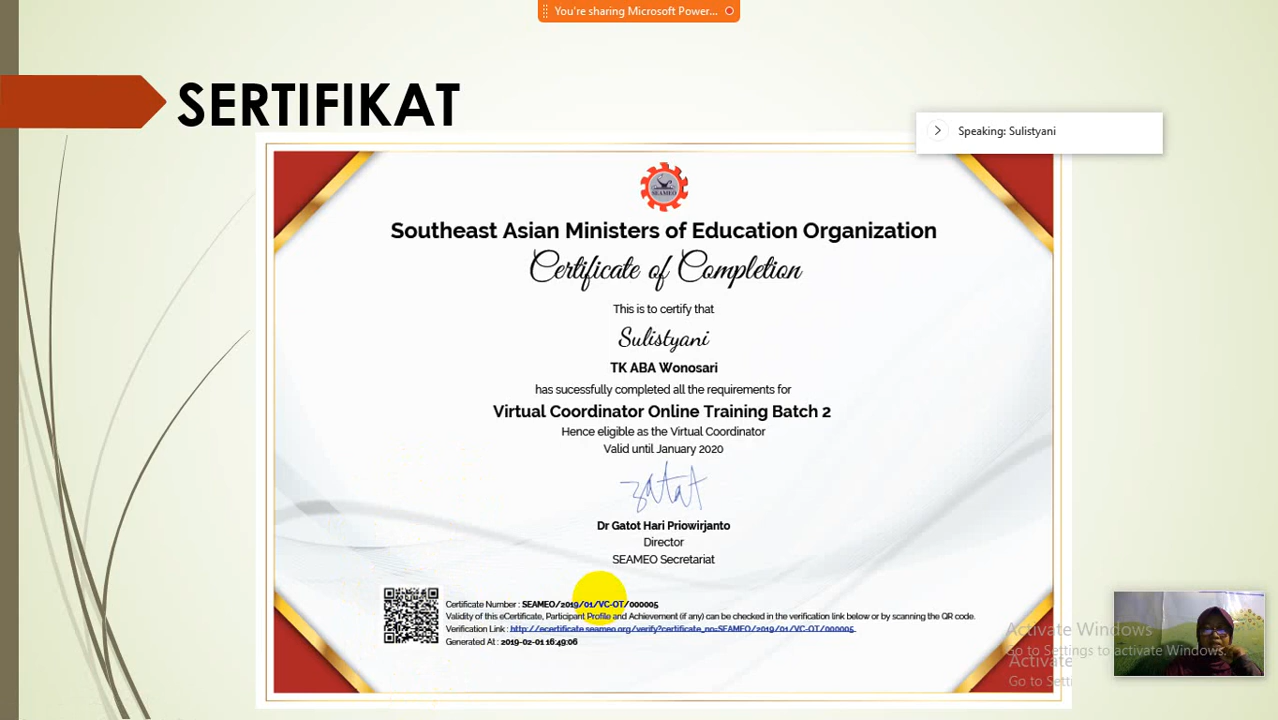 You're sharing Microsoft Power...
SERTIFIKAT
Speaking: Sulistyani
SEAMEO
Southeast Asian Ministers of Education Organization
Certificate of Completion
This is to certify that
Sulistyani
TK ABA Wonosari
has sucessfully completed all the requirements for
Virtual Coordinator Online Training Batch 2
Hence eligible as the Virtual Coordinator
Valid until January 2020
Dr Gatot Hari Priowirjanto
Director
SEAMEO Secretariat
Certificate Number : SEAMEO/2019/01/VC-OT/000005
Validity of this eCertificate, Participant Profile and Achievement (if any) can be checked in the verification link below or by scanning the QR code.
Verification Link : http://ecertificate.seameo.org/verify?certificate_no=SEAMEO/2019/01/VC-OT/000005
Generated At : 2019-02-01 16:49:06
Activate Windows
Go to Settings to activate Windows.
Activate
Go to Sett